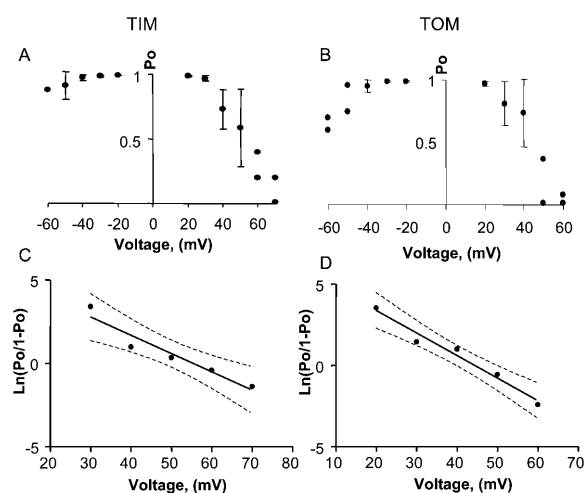 TIM
TOM
A
Po
1
0.5
-60 -40 -20 0 20 40 60
Voltage, (mV)
B
Po
1
0.5
-60 -40 -20 0 20 40 60
Voltage, (mV)
C
Ln(Po/1-Po)
5
0
-5
20 30 40 50 60 70 80
Voltage, (mV)
D
Ln(Po/1-Po)
5
0
-5
10 20 30 40 50 60 70
Voltage, (mV)